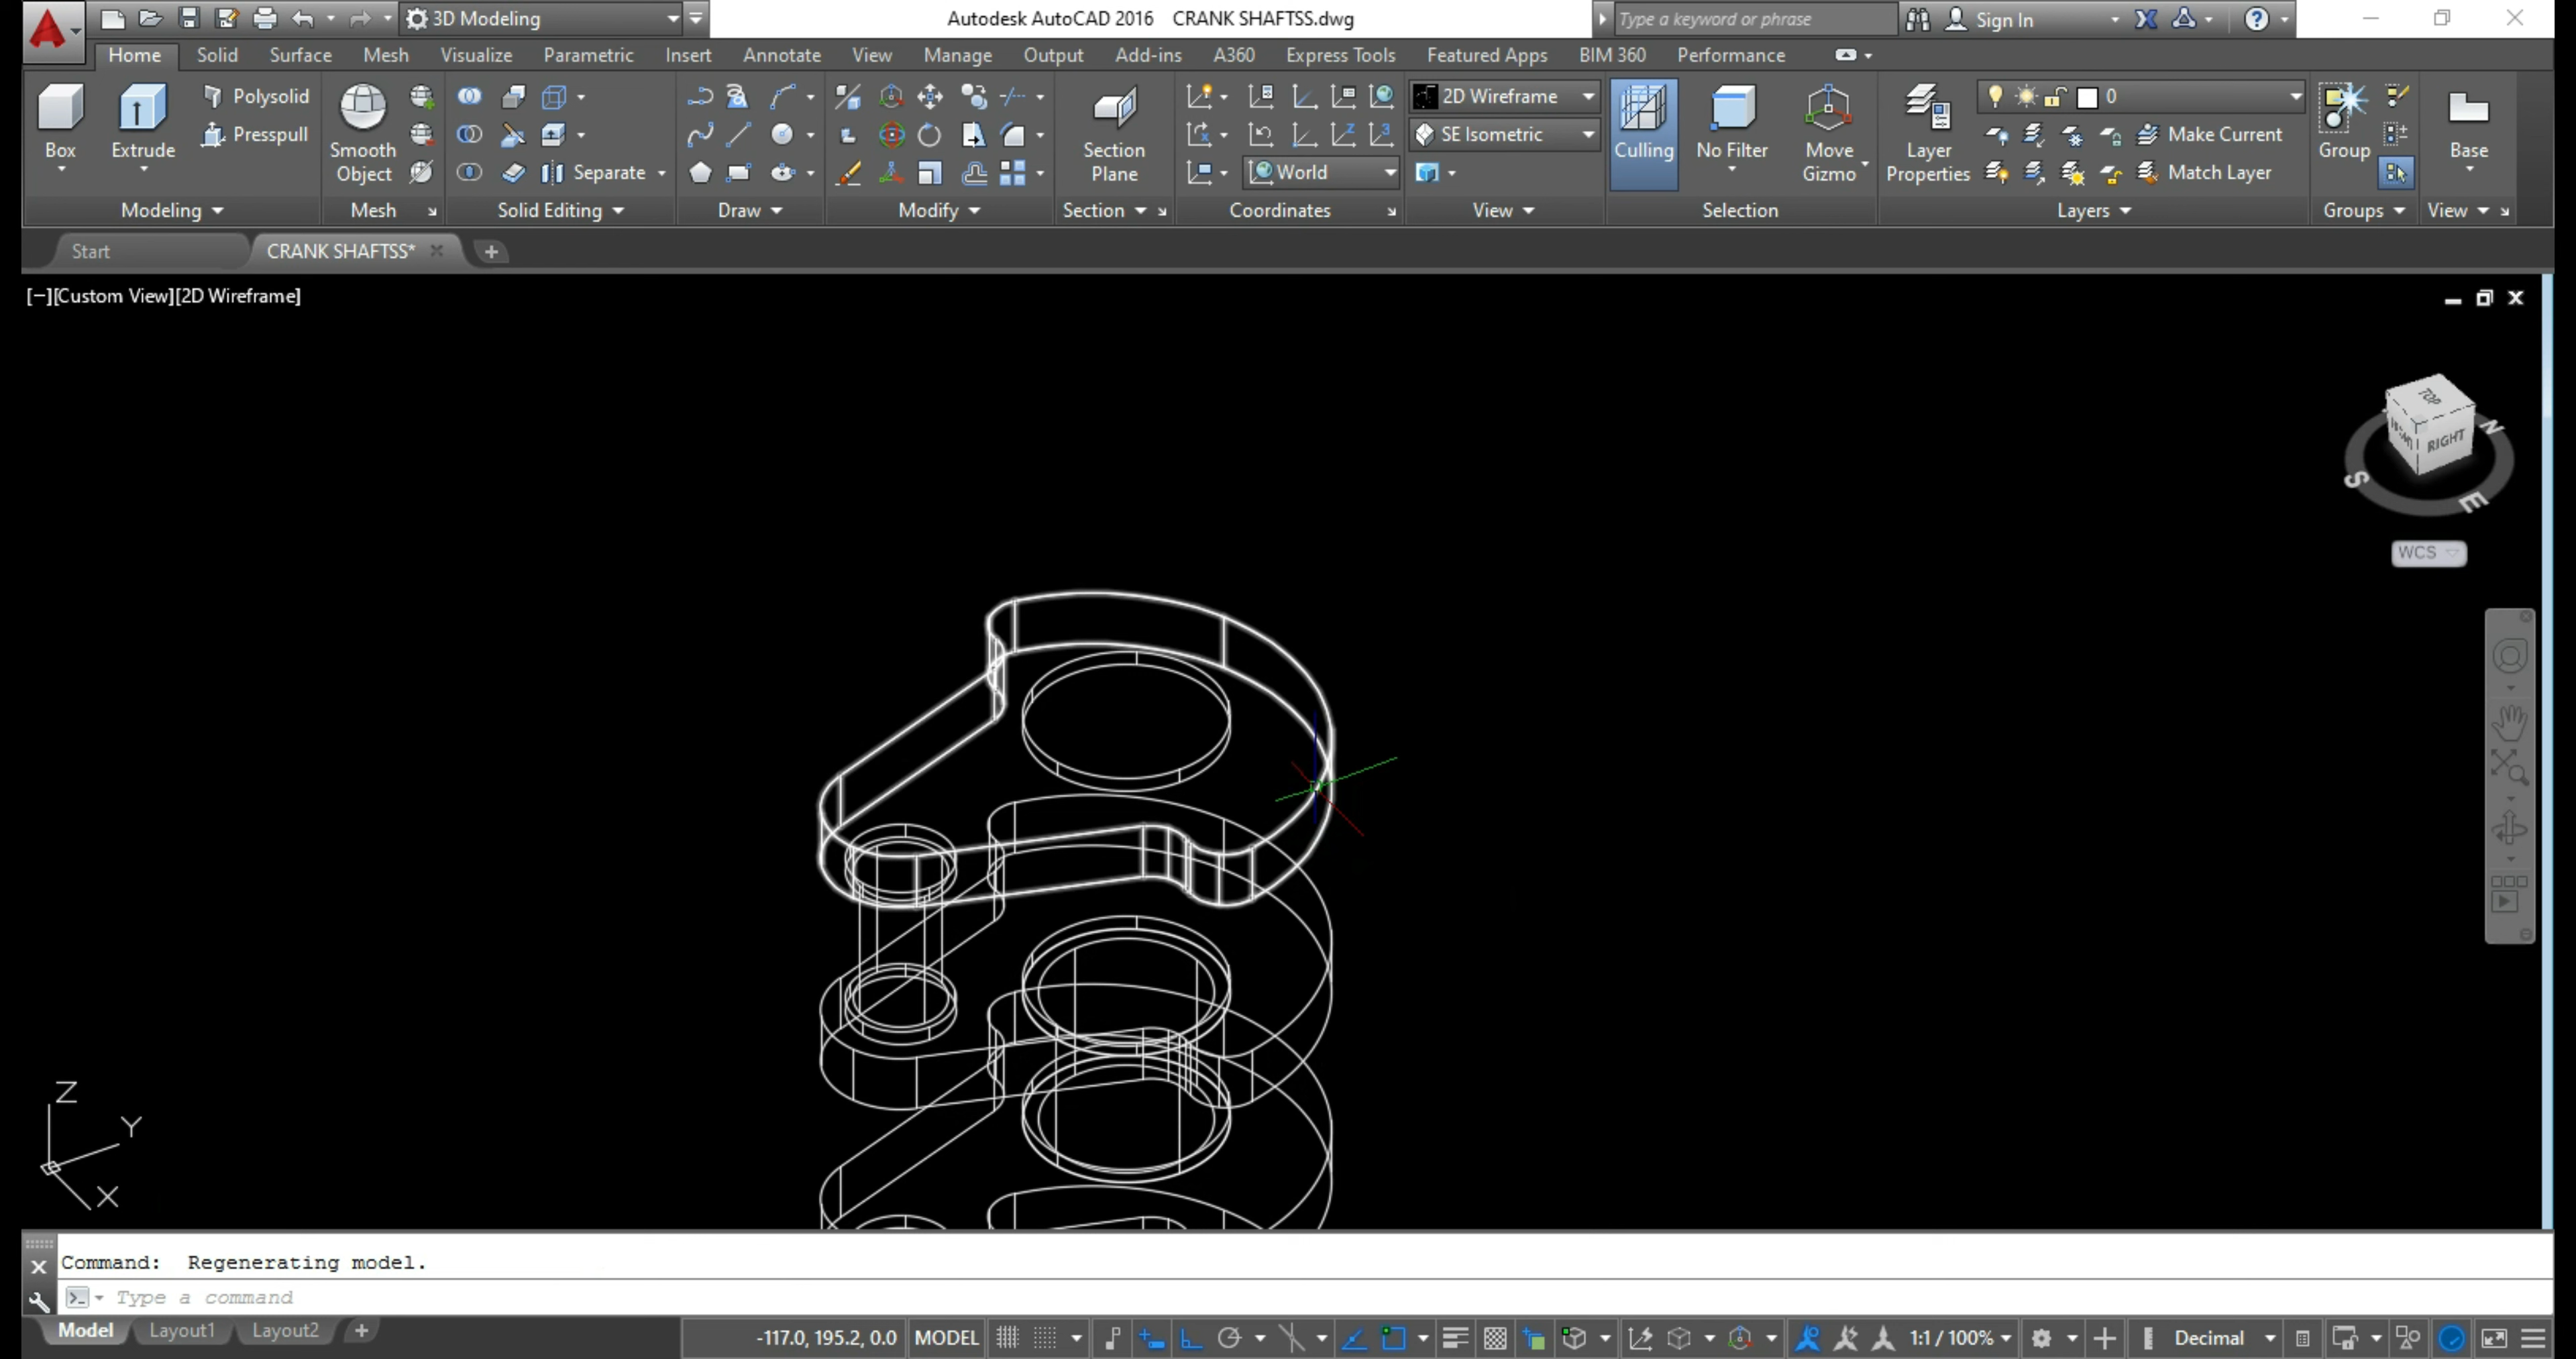 3D Modeling
Autodesk AutoCAD 2016 CRANK SHAFTSS.dwg
Type a keyword or phrase
Sign In
Home Solid Surface Mesh Visualize Parametric Insert Annotate View Manage Output Add-ins A360 Express Tools Featured Apps BIM 360 Performance
Polysolid
2D Wireframe
0
Presspull
SE Isometric
Make Current
Box
Extrude
Smooth
Object
Section
Plane
Culling
No Filter
Move
Gizmo
Layer
Properties
Group
Base
Separate
World
Match Layer
Modeling Mesh Solid Editing Draw Modify Section Coordinates View Selection Layers Groups View
Start CRANK SHAFTSS*
[−][Custom View][2D Wireframe]
TOP
RIGHT
N
S
E
WCS
Z
Y
X
Command: Regenerating model.
Type a command
Model Layout1 Layout2
-117.0, 195.2, 0.0 MODEL 1:1 / 100% Decimal